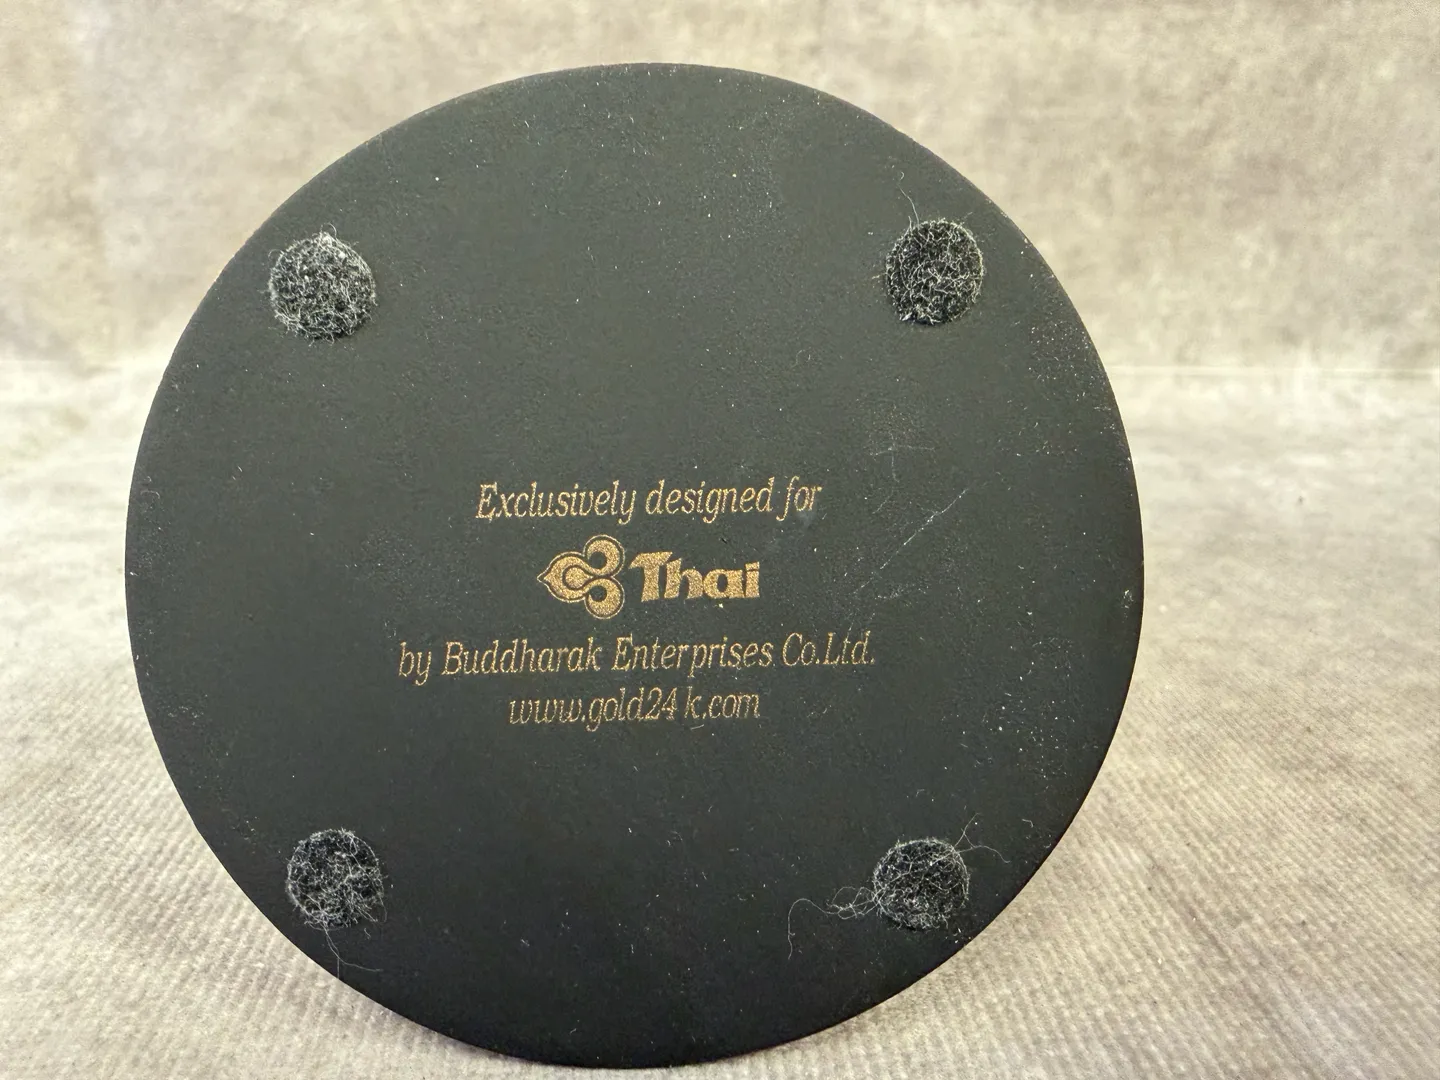 Exclusively designed for
Thai
by Buddharak Enterprises Co.Ltd.
www.gold24k.com